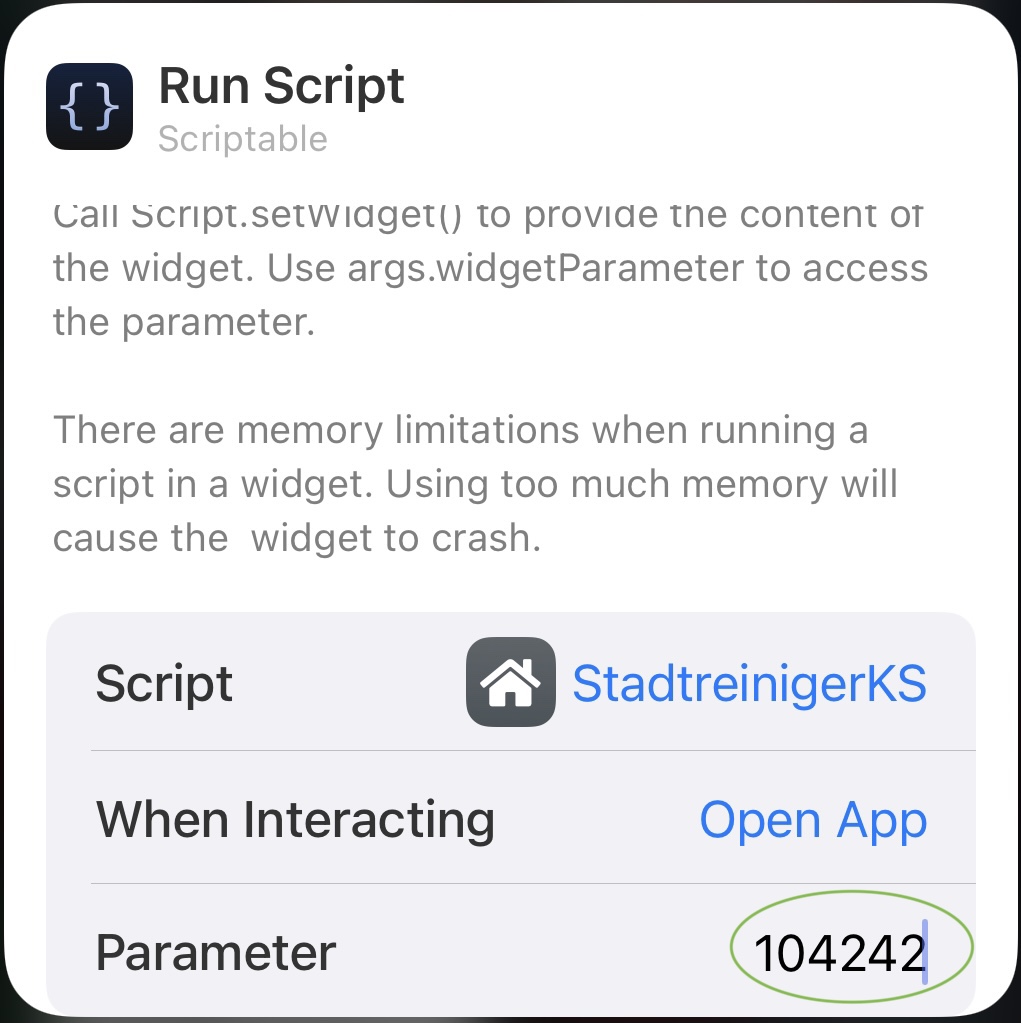 {}
Run Script
Scriptable
Call Script.setWidget() to provide the content of
the widget. Use args.widgetParameter to access
the parameter.
There are memory limitations when running a
script in a widget. Using too much memory will
cause the  widget to crash.
Script StadtreinigerKS
When Interacting Open App
Parameter 104242